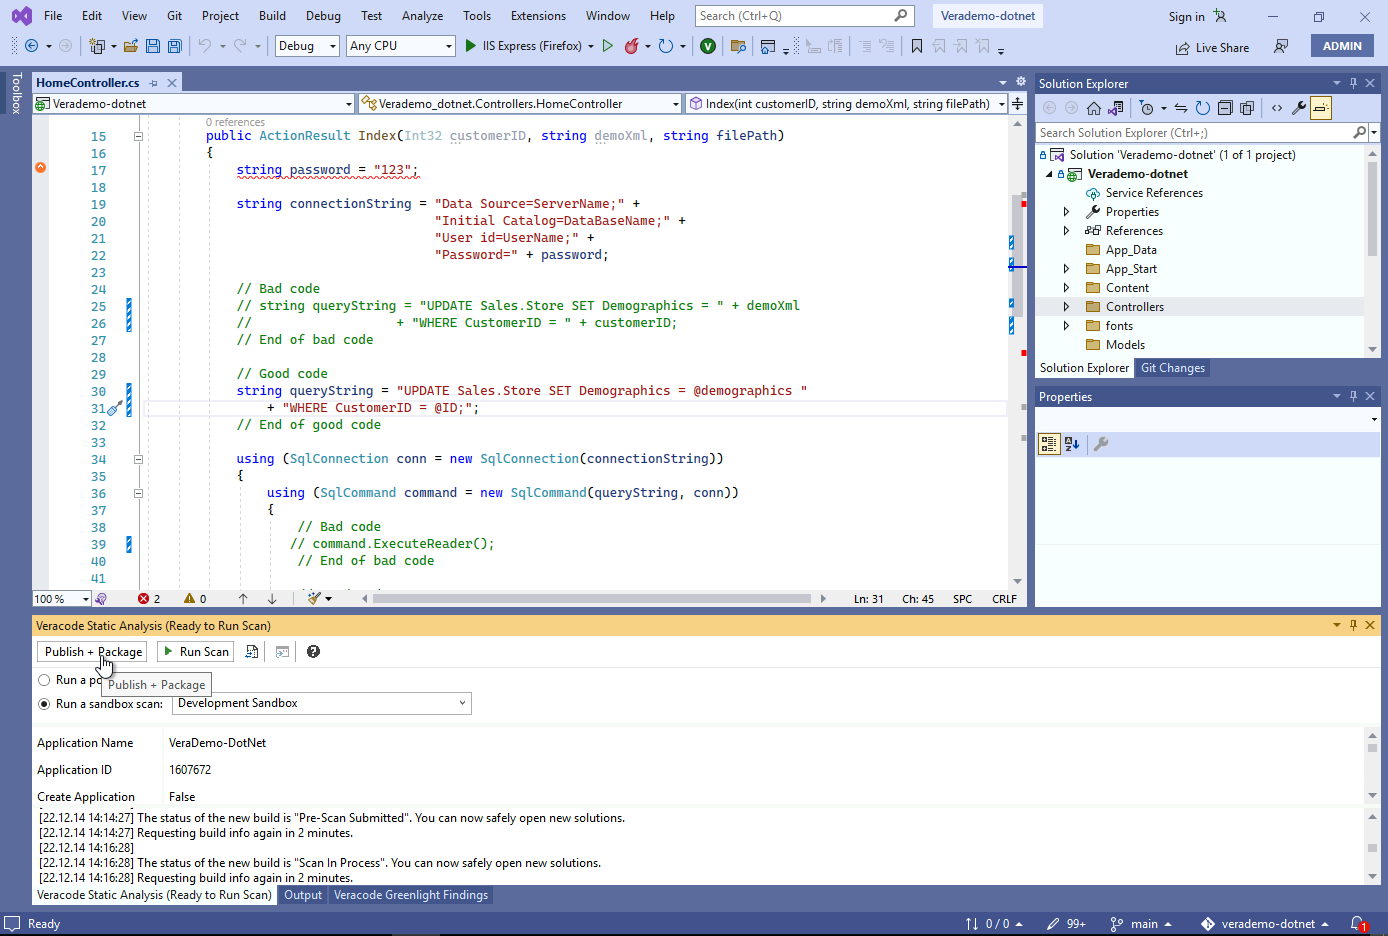 File Edit View Git Project Build Debug Test Analyze Tools Extensions Window Help Search (Ctrl+Q) Verademo-dotnet Sign in
Debug Any CPU IIS Express (Firefox) V Live Share ADMIN
Toolbox
HomeController.cs
Verademo-dotnet Verademo_dotnet.Controllers.HomeController Index(int customerID, string demoXml, string filePath)
0 references
15 public ActionResult Index(Int32 customerID, string demoXml, string filePath)
16 {
17 string password = "123";
18
19 string connectionString = "Data Source=ServerName;" +
20 "Initial Catalog=DataBaseName;" +
21 "User id=UserName;" +
22 "Password=" + password;
23
24 // Bad code
25 // string queryString = "UPDATE Sales.Store SET Demographics = " + demoXml
26 // + "WHERE CustomerID = " + customerID;
27 // End of bad code
28
29 // Good code
30 string queryString = "UPDATE Sales.Store SET Demographics = @demographics "
31 + "WHERE CustomerID = @ID;";
32 // End of good code
33
34 using (SqlConnection conn = new SqlConnection(connectionString))
35 {
36 using (SqlCommand command = new SqlCommand(queryString, conn))
37 {
38 // Bad code
39 // command.ExecuteReader();
40 // End of bad code
41
100 % 2 0 Ln: 31 Ch: 45 SPC CRLF
Solution Explorer
Search Solution Explorer (Ctrl+;)
Solution 'Verademo-dotnet' (1 of 1 project)
Verademo-dotnet
Service References
Properties
References
App_Data
App_Start
Content
Controllers
fonts
Models
Solution Explorer Git Changes
Properties
Veracode Static Analysis (Ready to Run Scan)
Publish + Package Run Scan
Run a po
Publish + Package
Run a sandbox scan: Development Sandbox
Application Name VeraDemo-DotNet
Application ID 1607672
Create Application False
[22.12.14 14:14:27] The status of the new build is "Pre-Scan Submitted". You can now safely open new solutions.
[22.12.14 14:14:27] Requesting build info again in 2 minutes.
[22.12.14 14:16:28]
[22.12.14 14:16:28] The status of the new build is "Scan In Process". You can now safely open new solutions.
[22.12.14 14:16:28] Requesting build info again in 2 minutes.
Veracode Static Analysis (Ready to Run Scan) Output Veracode Greenlight Findings
Ready 0 / 0 99+ main verademo-dotnet 1